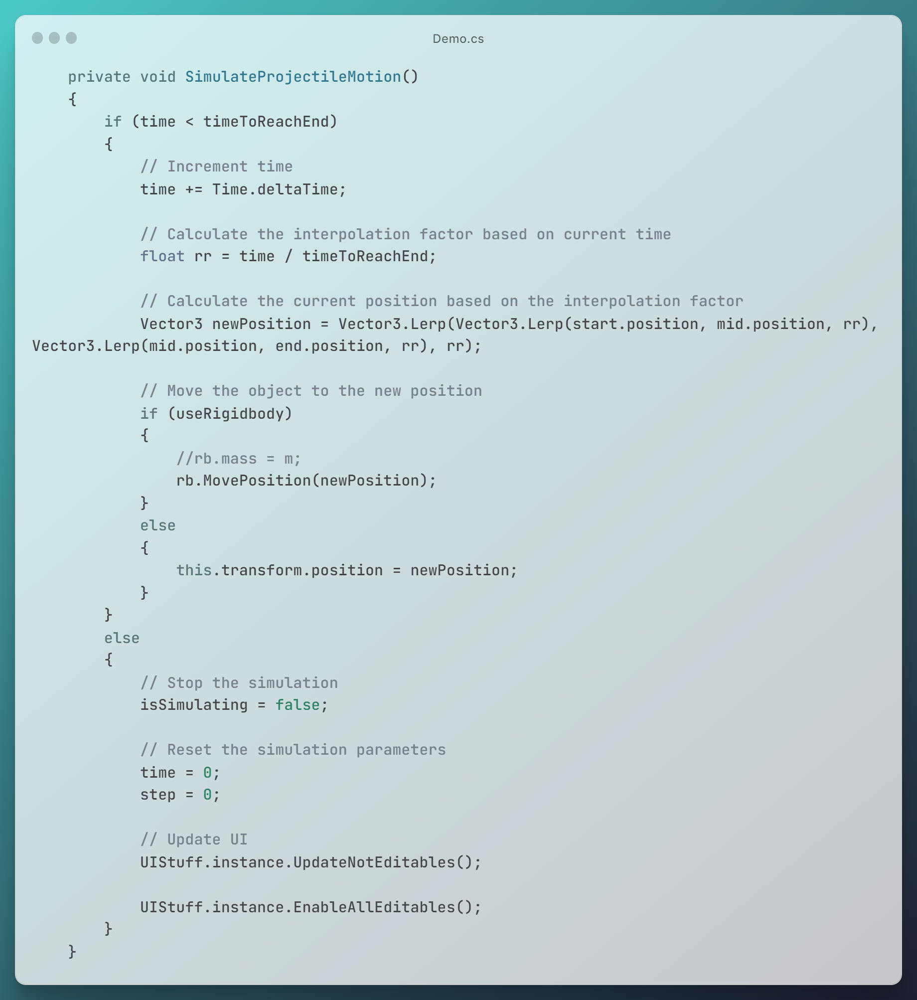 Demo.cs
    private void SimulateProjectileMotion()
    {
        if (time < timeToReachEnd)
        {
            // Increment time
            time += Time.deltaTime;

            // Calculate the interpolation factor based on current time
            float rr = time / timeToReachEnd;

            // Calculate the current position based on the interpolation factor
            Vector3 newPosition = Vector3.Lerp(Vector3.Lerp(start.position, mid.position, rr),
Vector3.Lerp(mid.position, end.position, rr), rr);

            // Move the object to the new position
            if (useRigidbody)
            {
                //rb.mass = m;
                rb.MovePosition(newPosition);
            }
            else
            {
                this.transform.position = newPosition;
            }
        }
        else
        {
            // Stop the simulation
            isSimulating = false;

            // Reset the simulation parameters
            time = 0;
            step = 0;

            // Update UI
            UIStuff.instance.UpdateNotEditables();

            UIStuff.instance.EnableAllEditables();
        }
    }